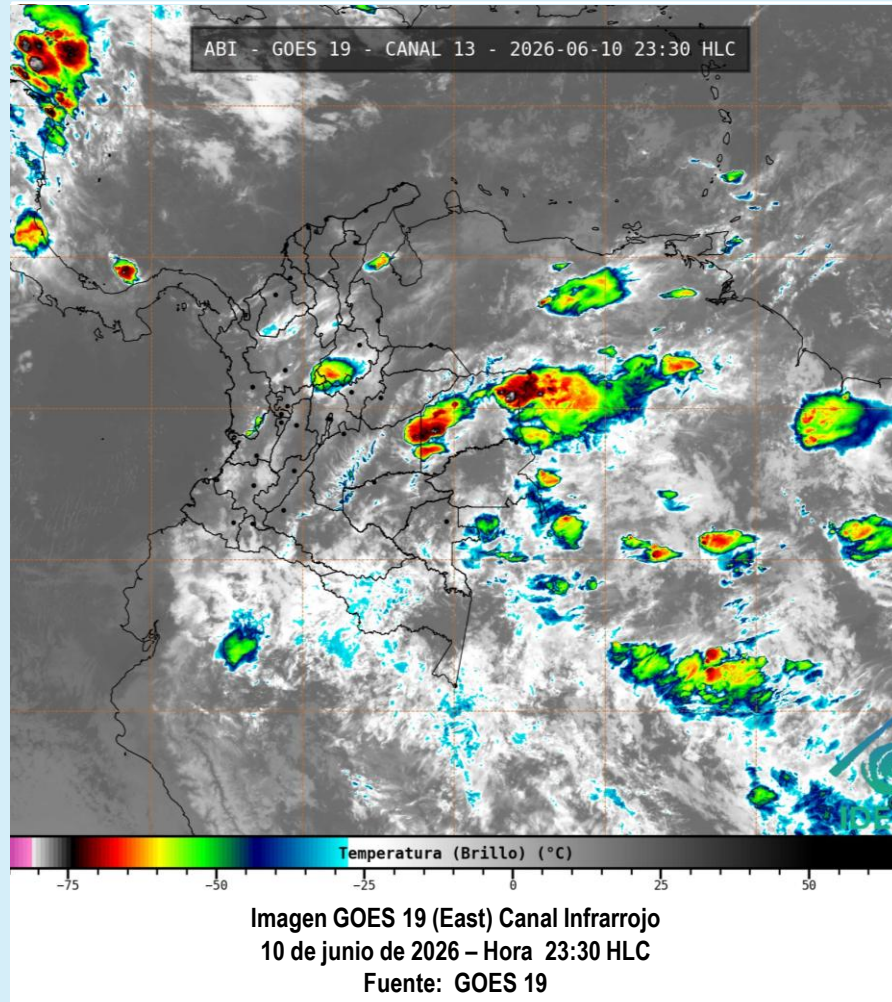 ABI - GOES 19 - CANAL 13 - 2026-06-10 23:30 HLC
Temperatura (Brillo) (°C)
−75 −50 −25 0 25 50
Imagen GOES 19 (East) Canal Infrarrojo
10 de junio de 2026 – Hora 23:30 HLC
Fuente: GOES 19